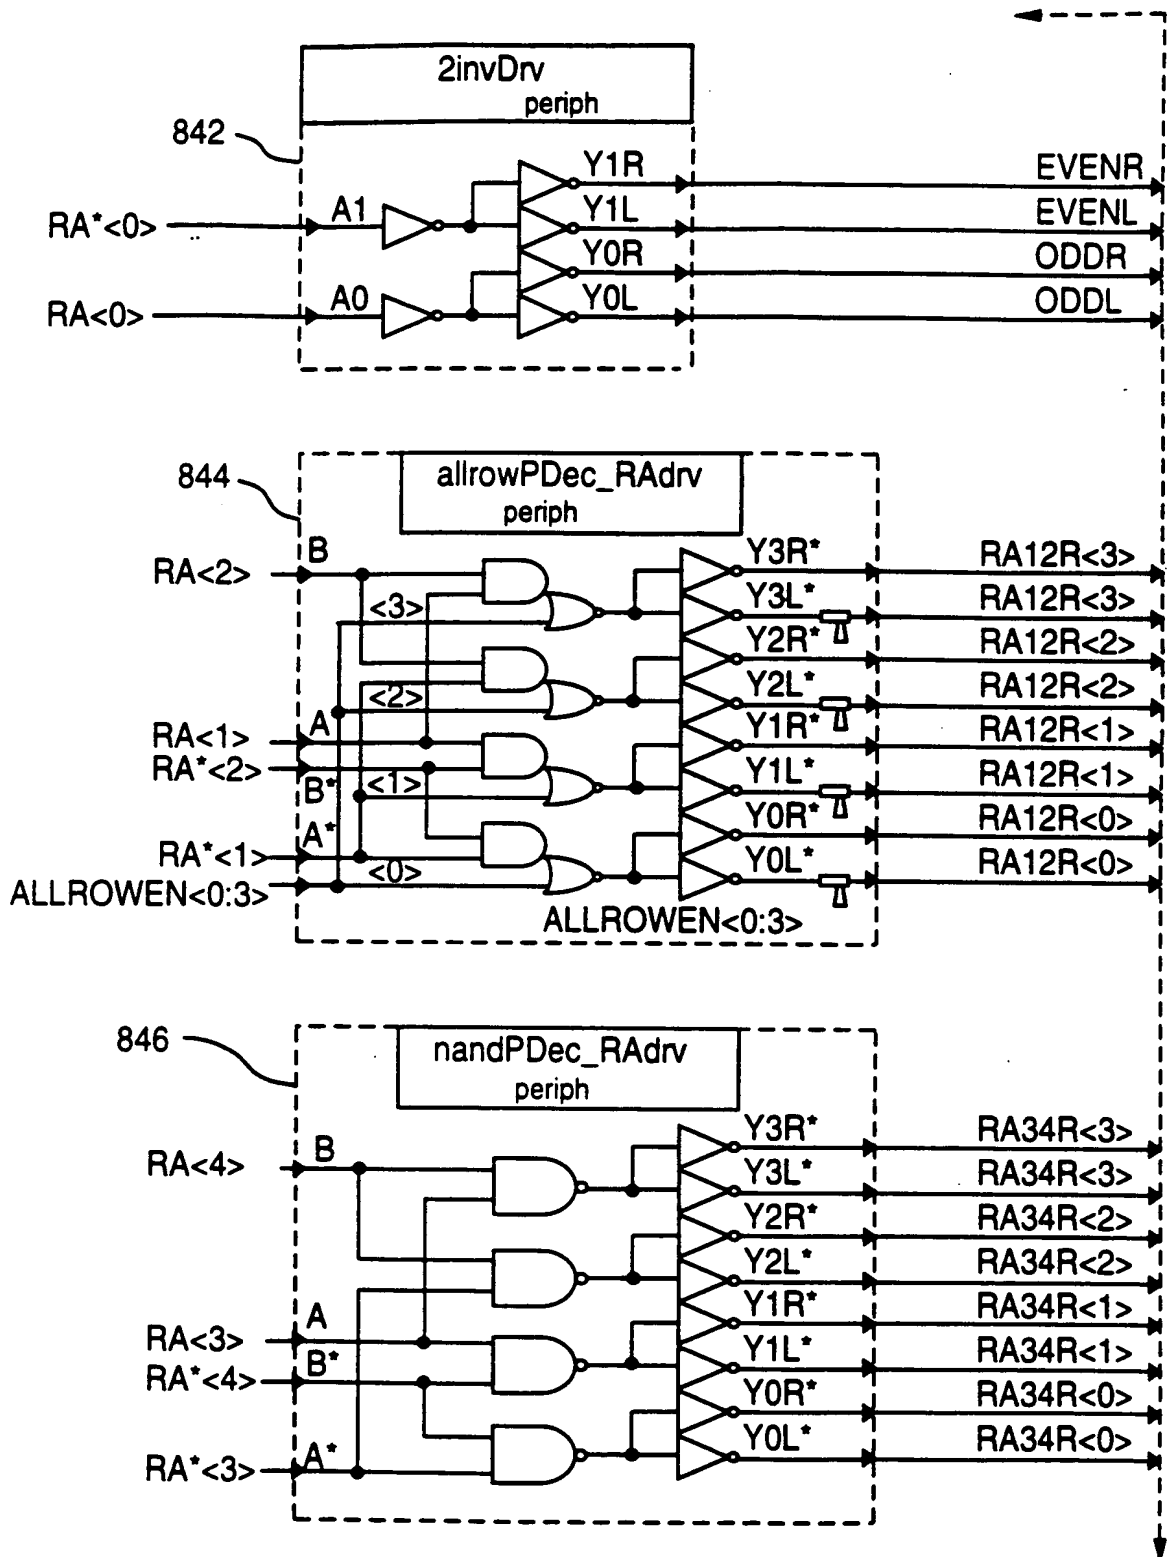 2invDrv
periph
842
Y1R
EVENR
RA*<0>
A1
Y1L
EVENL
Y0R
ODDR
RA<0>
A0
Y0L
ODDL
844
allrowPDec_RAdrv
periph
RA<2>
B
Y3R*
RA12R<3>
<3>
Y3L*
RA12R<3>
Y2R*
RA12R<2>
<2>
Y2L*
RA12R<2>
RA<1>
A
Y1R*
RA12R<1>
RA*<2>
B*
<1>
Y1L*
RA12R<1>
Y0R*
RA12R<0>
RA*<1>
A*
<0>
Y0L*
RA12R<0>
ALLROWEN<0:3>
ALLROWEN<0:3>
846
nandPDec_RAdrv
periph
RA<4>
B
Y3R*
RA34R<3>
Y3L*
RA34R<3>
Y2R*
RA34R<2>
Y2L*
RA34R<2>
RA<3>
A
Y1R*
RA34R<1>
RA*<4>
B*
Y1L*
RA34R<1>
Y0R*
RA34R<0>
RA*<3>
A*
Y0L*
RA34R<0>